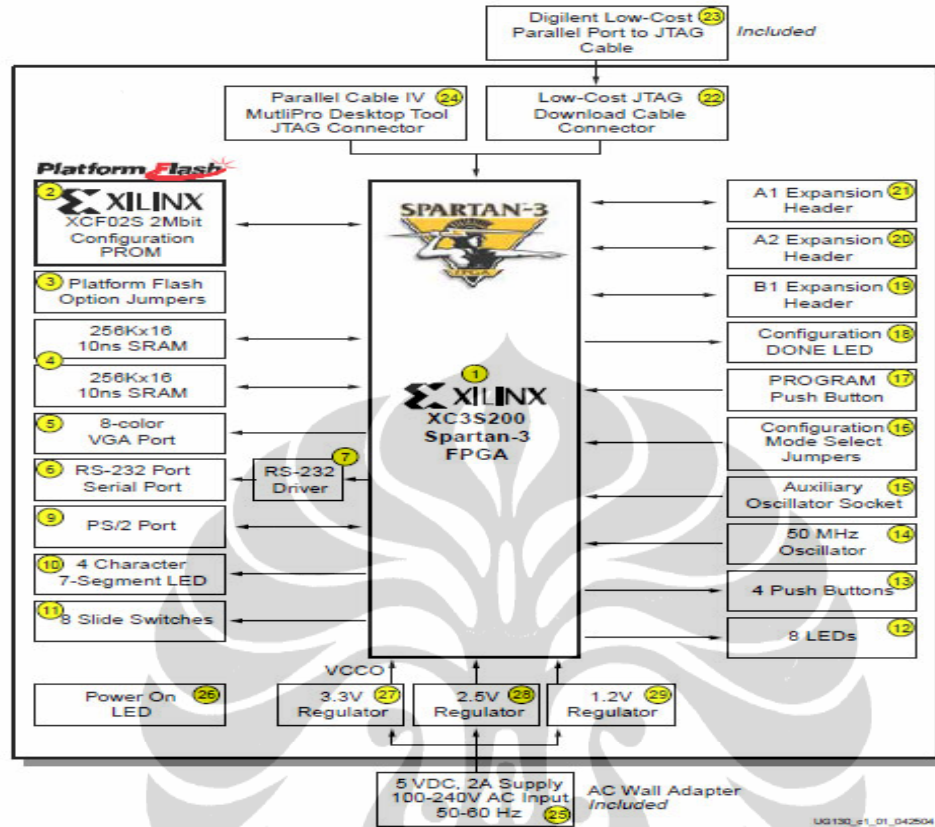 Digilent Low-Cost 23
Parallel Port to JTAG
Cable
Included
Parallel Cable IV 24
MutliPro Desktop Tool
JTAG Connector
Low-Cost JTAG 22
Download Cable
Connector
Platform Flash
2 XILINX
XCF02S 2Mbit
Configuration
PROM
3 Platform Flash
Option Jumpers
256Kx16
10ns SRAM
4
256Kx16
10ns SRAM
5 8-color
VGA Port
6 RS-232 Port
Serial Port
7
RS-232
Driver
9 PS/2 Port
10 4 Character
7-Segment LED
11
8 Slide Switches
SPARTAN-3
FPGA
1
XILINX
XC3S200
Spartan-3
FPGA
A1 Expansion 21
Header
A2 Expansion 20
Header
B1 Expansion 19
Header
Configuration 18
DONE LED
PROGRAM 17
Push Button
Configuration
Mode Select 16
Jumpers
Auxiliary 15
Oscillator Socket
50 MHz 14
Oscillator
13
4 Push Buttons
8 LEDs 12
VCCO
Power On 26
LED
3.3V 27
Regulator
2.5V 28
Regulator
1.2V 29
Regulator
5 VDC, 2A Supply
100-240V AC Input
50-60 Hz 25
AC Wall Adapter
Included
UG130_c1_01_042504